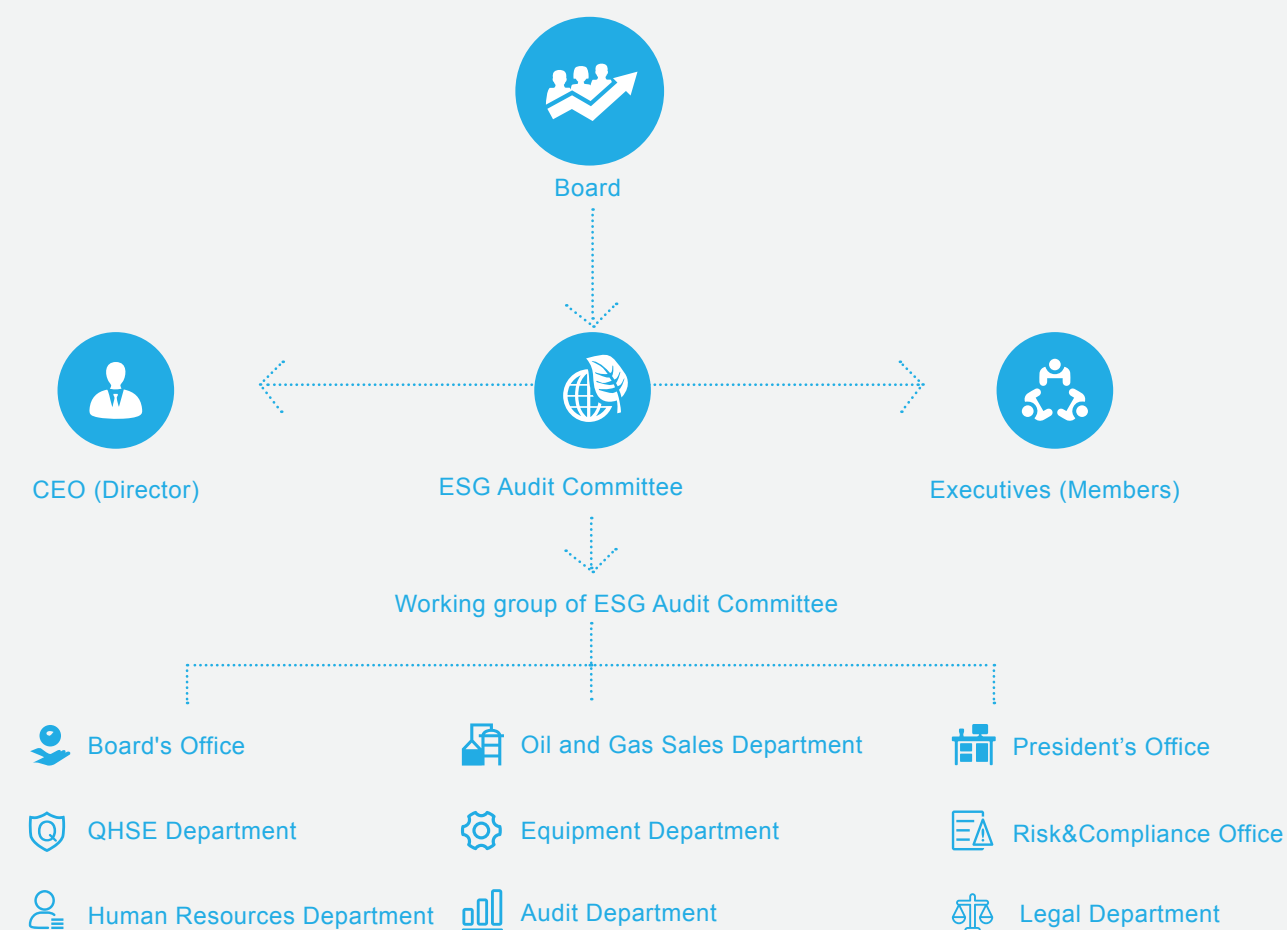 Board
CEO (Director)
ESG Audit Committee
Executives (Members)
Working group of ESG Audit Committee
Board's Office
Oil and Gas Sales Department
President’s Office
QHSE Department
Equipment Department
Risk&Compliance Office
Human Resources Department
Audit Department
Legal Department